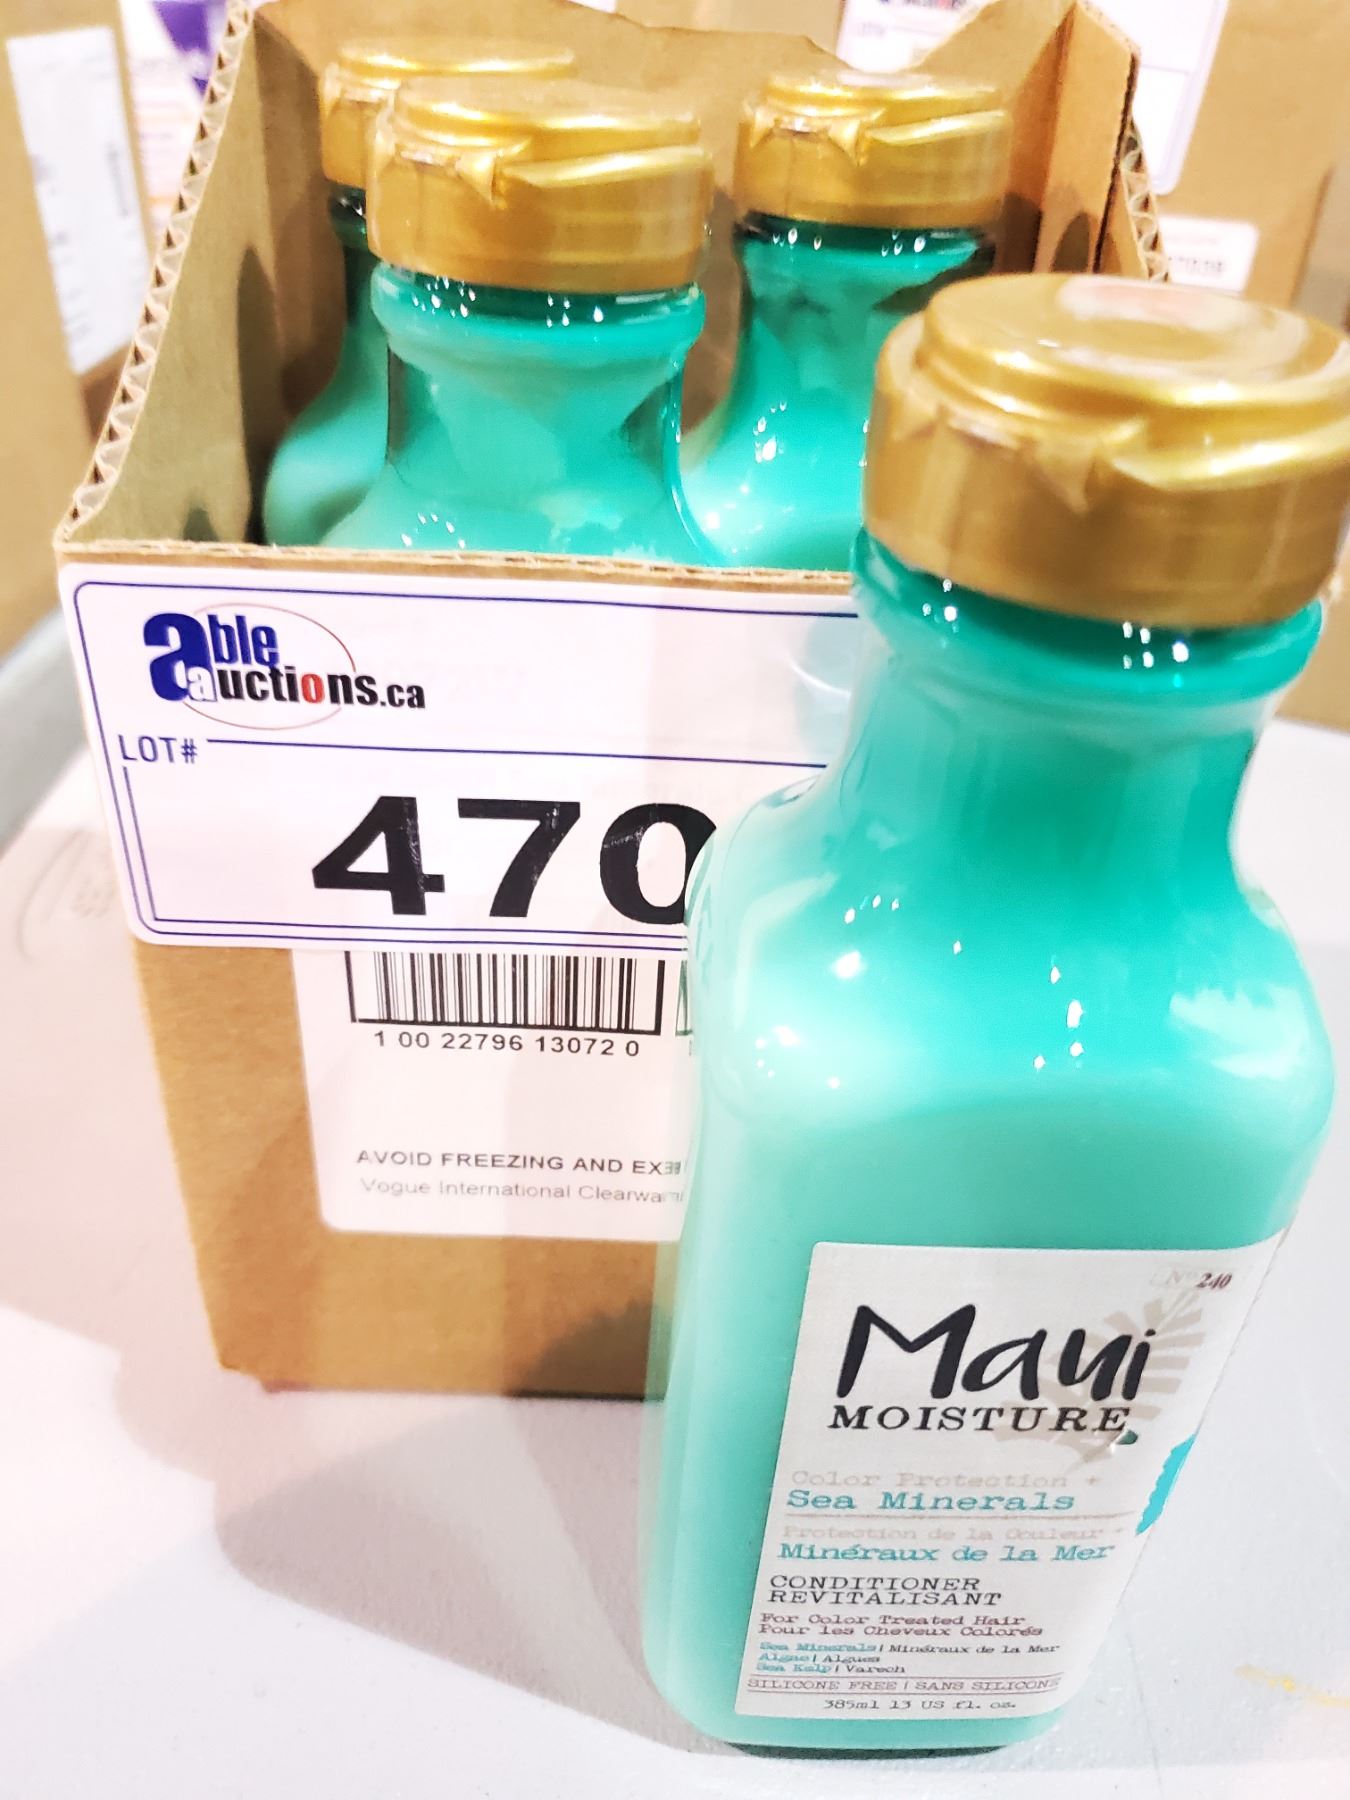 able
auctions.ca
LOT#
470
1 00 22796 13072 0
AVOID FREEZING AND
Vogue International
Nº 240
Maui
MOISTURE
Color Protection +
Sea Minerals
Protection de la Couleur +
Minéraux de la Mer
CONDITIONER
REVITALISANT
For Color Treated Hair
Pour les Cheveux Colorés
Sea Minerals | Minéraux de la Mer
Algae | Algues
Sea Kelp | Varech
SILICONE FREE | SANS SILICONE
385ml 13 US fl. oz.